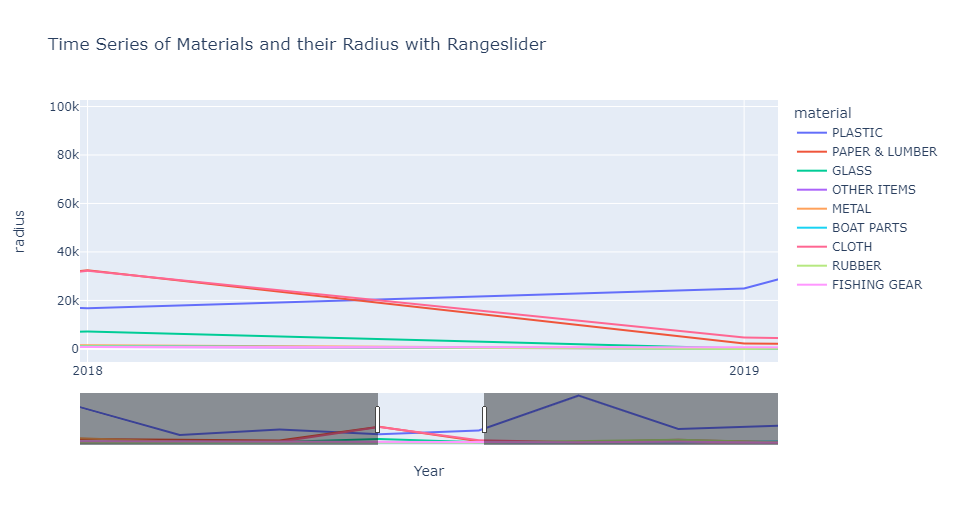 Time Series of Materials and their Radius with Rangeslider
100k
80k
60k
40k
20k
0
radius
2018
2019
Year
material
PLASTIC
PAPER & LUMBER
GLASS
OTHER ITEMS
METAL
BOAT PARTS
CLOTH
RUBBER
FISHING GEAR